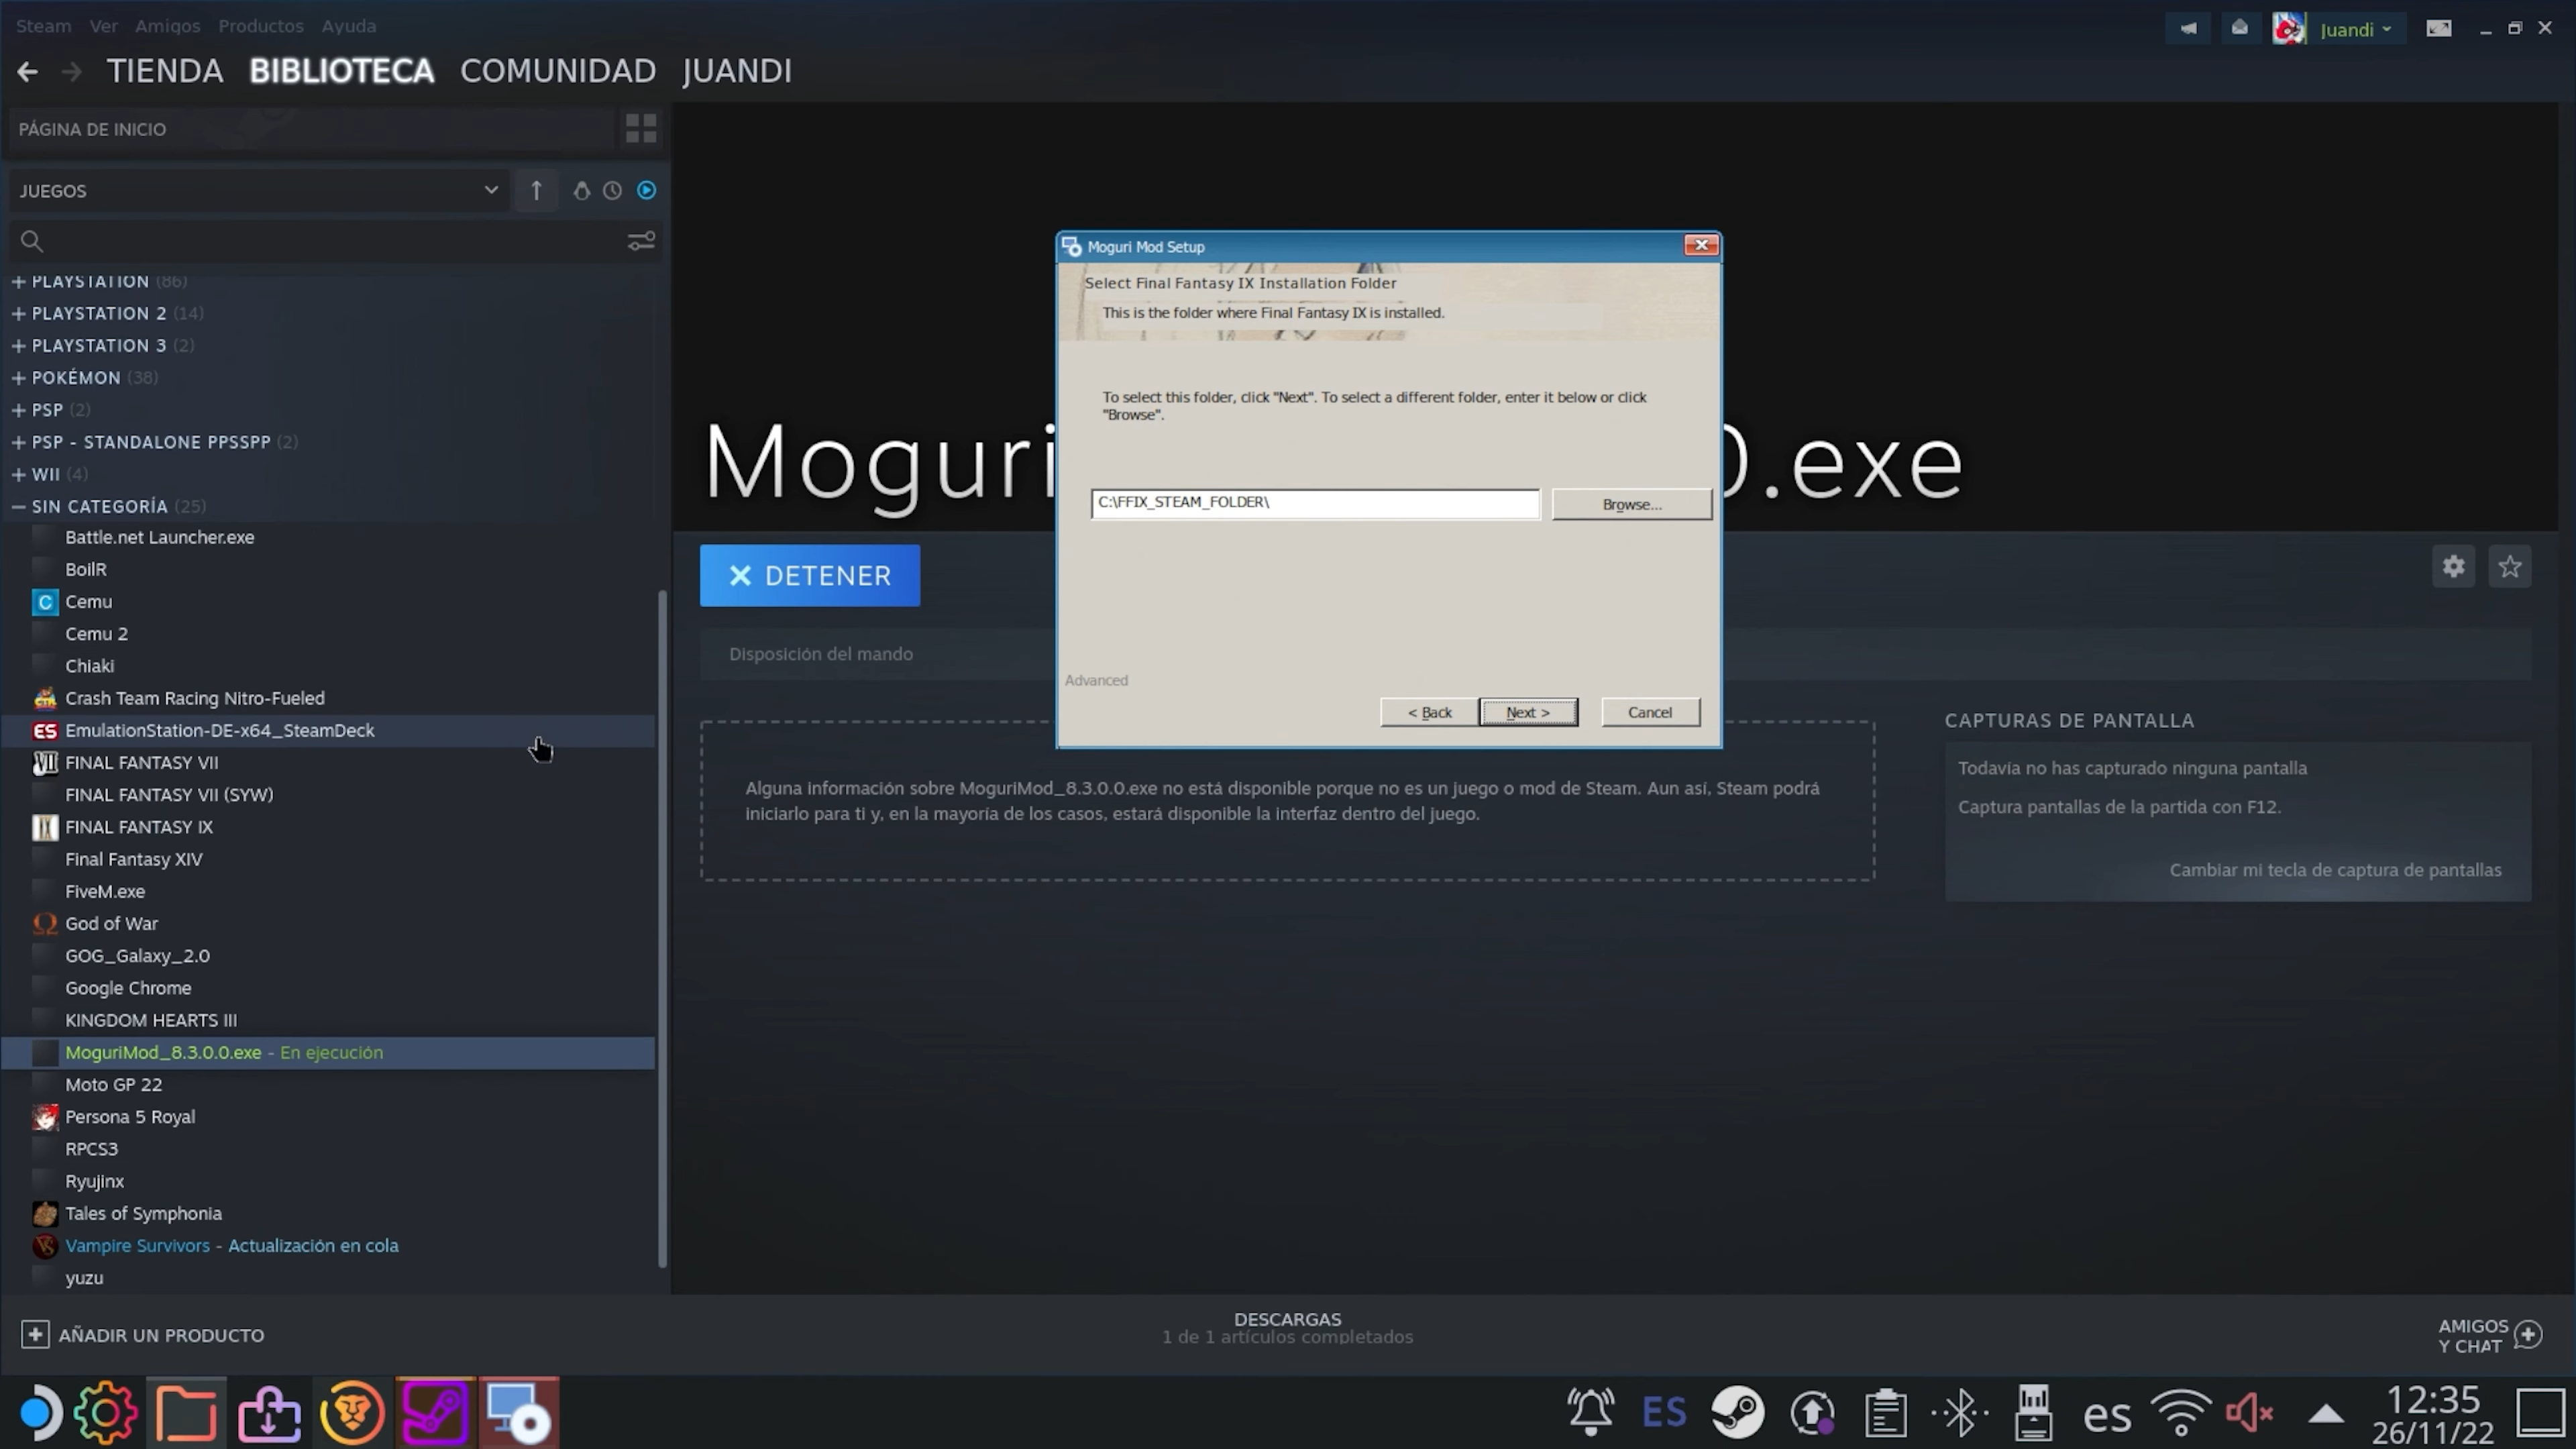 Steam Ver Amigos Productos Ayuda
Juandi
TIENDA BIBLIOTECA COMUNIDAD JUANDI
PÁGINA DE INICIO
JUEGOS
+ PLAYSTATION (86)
+ PLAYSTATION 2 (14)
+ PLAYSTATION 3 (2)
+ POKÉMON (38)
+ PSP (2)
+ PSP - STANDALONE PPSSPP (2)
+ WII (4)
− SIN CATEGORÍA (25)
Battle.net Launcher.exe
BoilR
C Cemu
Cemu 2
Chiaki
Crash Team Racing Nitro-Fueled
ES EmulationStation-DE-x64_SteamDeck
VII FINAL FANTASY VII
FINAL FANTASY VII (SYW)
IX FINAL FANTASY IX
Final Fantasy XIV
FiveM.exe
God of War
GOG_Galaxy_2.0
Google Chrome
KINGDOM HEARTS III
MoguriMod_8.3.0.0.exe - En ejecución
Moto GP 22
Persona 5 Royal
RPCS3
Ryujinx
Tales of Symphonia
VS Vampire Survivors - Actualización en cola
yuzu
Moguri
0.exe
Moguri Mod Setup
Select Final Fantasy IX Installation Folder
This is the folder where Final Fantasy IX is installed.
To select this folder, click "Next". To select a different folder, enter it below or click
"Browse".
C:\FFIX_STEAM_FOLDER\
Browse...
Advanced
< Back Next > Cancel
DETENER
Disposición del mando
Alguna información sobre MoguriMod_8.3.0.0.exe no está disponible porque no es un juego o mod de Steam. Aun así, Steam podrá
iniciarlo para ti y, en la mayoría de los casos, estará disponible la interfaz dentro del juego.
CAPTURAS DE PANTALLA
Todavía no has capturado ninguna pantalla
Captura pantallas de la partida con F12.
Cambiar mi tecla de captura de pantallas
AÑADIR UN PRODUCTO
DESCARGAS
1 de 1 artículos completados
AMIGOS
Y CHAT
ES
es
12:35
26/11/22